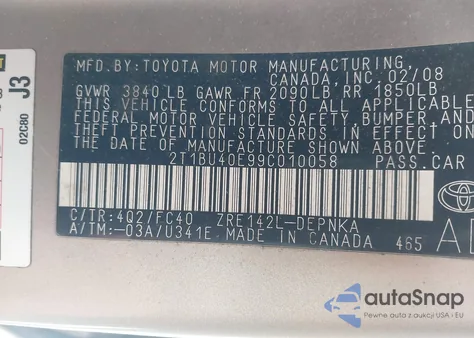 MFD. BY: TOYOTA MOTOR MANUFACTURING,
CANADA, INC. 02/08
GVWR 3840 LB GAWR FR 2090LB RR 1850LB
THIS VEHICLE CONFORMS TO ALL APPLICABLE
FEDERAL MOTOR VEHICLE SAFETY, BUMPER, AND
THEFT PREVENTION STANDARDS IN EFFECT ON
THE DATE OF MANUFACTURE SHOWN ABOVE.
2T1BU40E99C010058 PASS. CAR
C/TR: 4Q2/FC40 ZRE142L-DEPNKA
A/TM: -03A/U341E MADE IN CANADA 465
J3
02C80
TOYOTA
autoSnap
Pewne auta z aukcji USA i EU